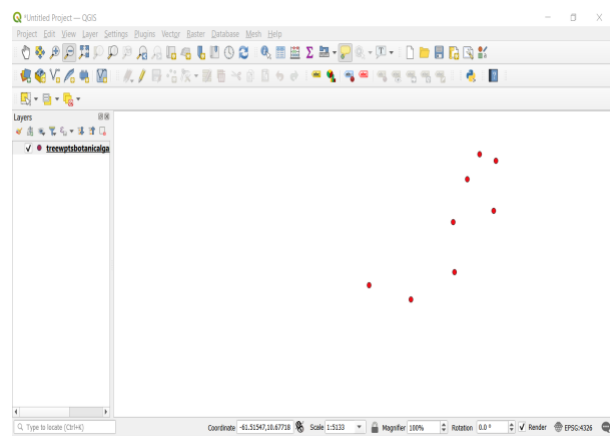 *Untitled Project — QGIS
Project Edit View Layer Settings Plugins Vector Raster Database Mesh Help
Layers
treewptsbotanicalga
Type to locate (Ctrl+K)
Coordinate -61.51547,10.67718 Scale 1:5133 Magnifier 100% Rotation 0.0 ° Render EPSG:4326